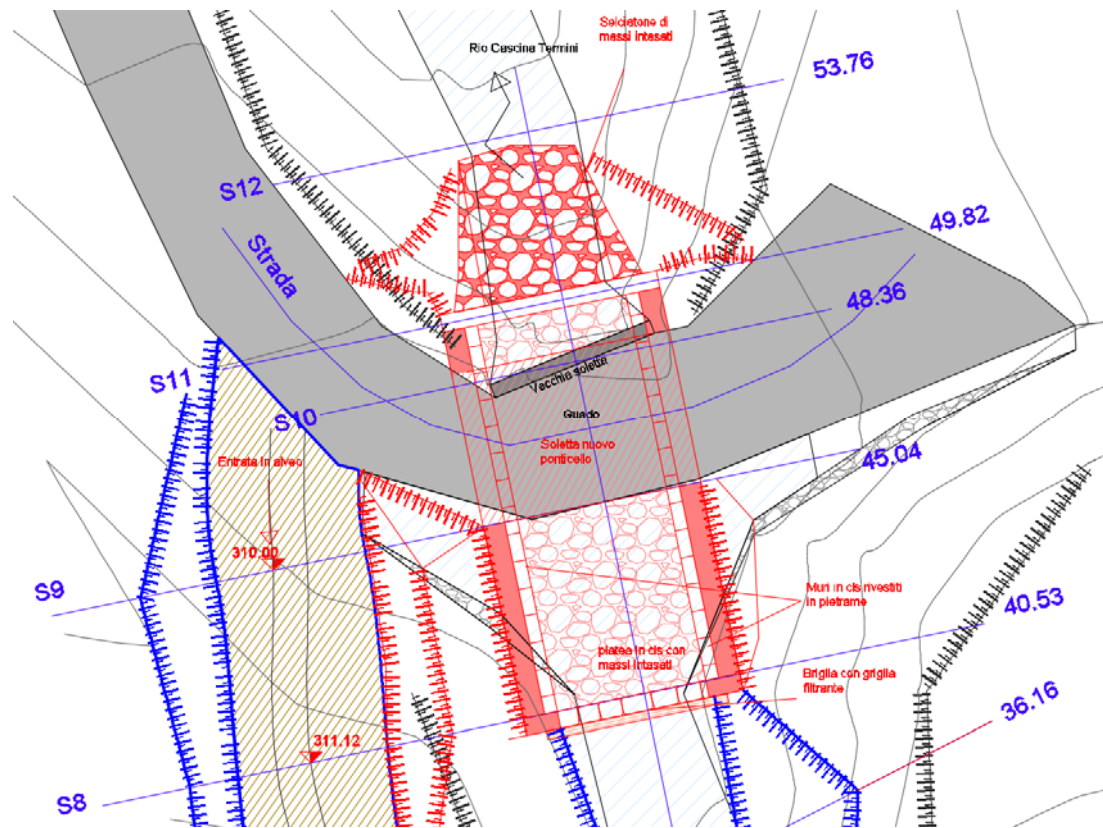 Selciatone di
massi intasati
Rio Cascina Termini
53.76
S12
49.82
Strada
48.36
S11
Vecchia soletta
S10
Guado
Soletta nuovo
ponticello
45.04
Entrata in alveo
310.00
S9
Muri in cls rivestiti
in pietrame
40.53
platea in cls con
massi intasati
Briglia con griglia
filtrante
36.16
311.12
S8